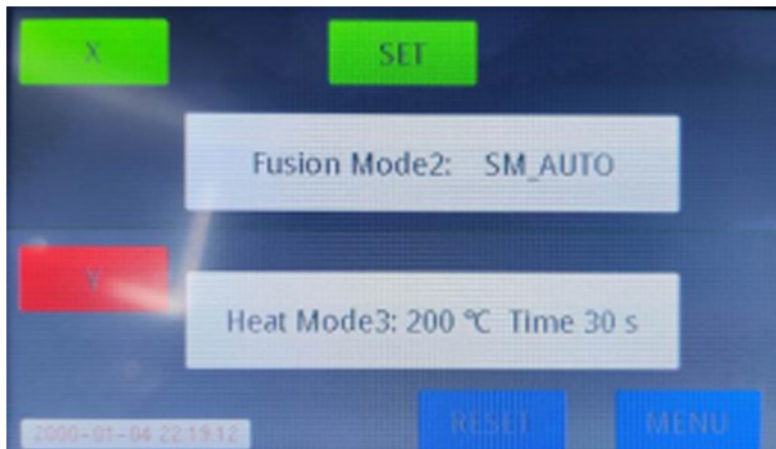 X
SET
Fusion Mode2: SM_AUTO
Y
Heat Mode3: 200 ℃ Time 30 s
RESET
MENU
2000-01-04 22:19:12